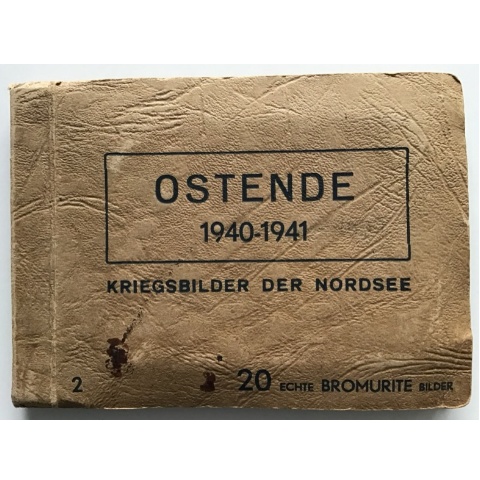 OSTENDE
1940-1941
KRIEGSBILDER DER NORDSEE
2 20 ECHTE BROMURITE BILDER